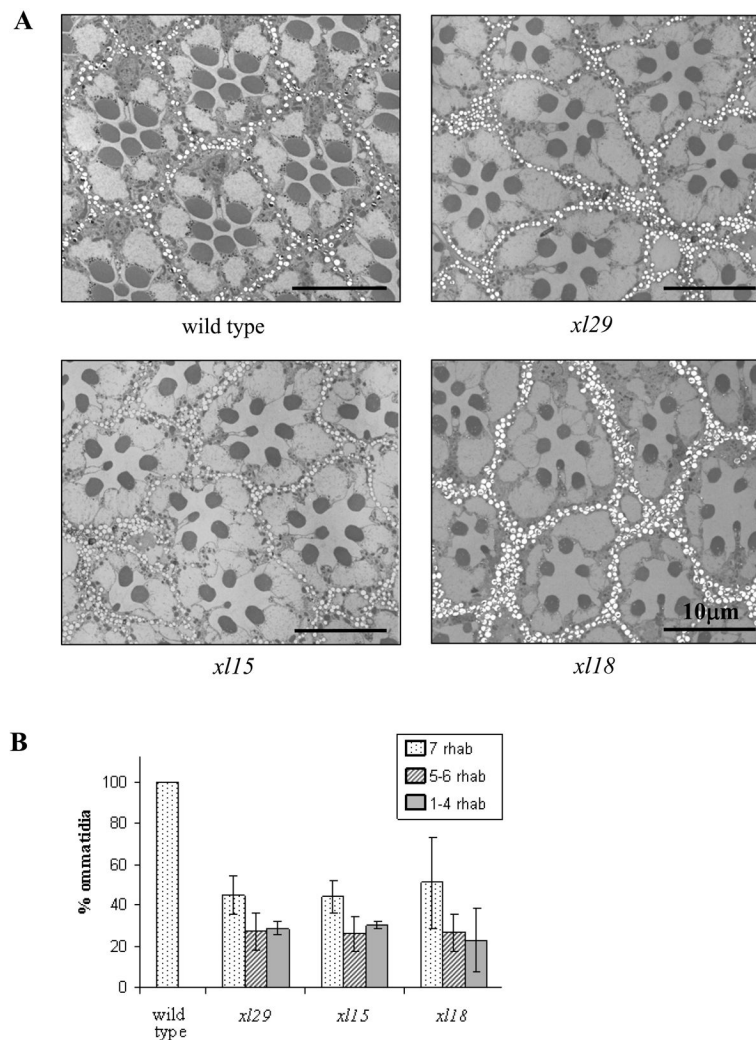 A
wild type
xl29
xl15
10µm
xl18
B
7 rhab
5-6 rhab
1-4 rhab
% ommatidia
100
80
60
40
20
0
wild
type
xl29
xl15
xl18